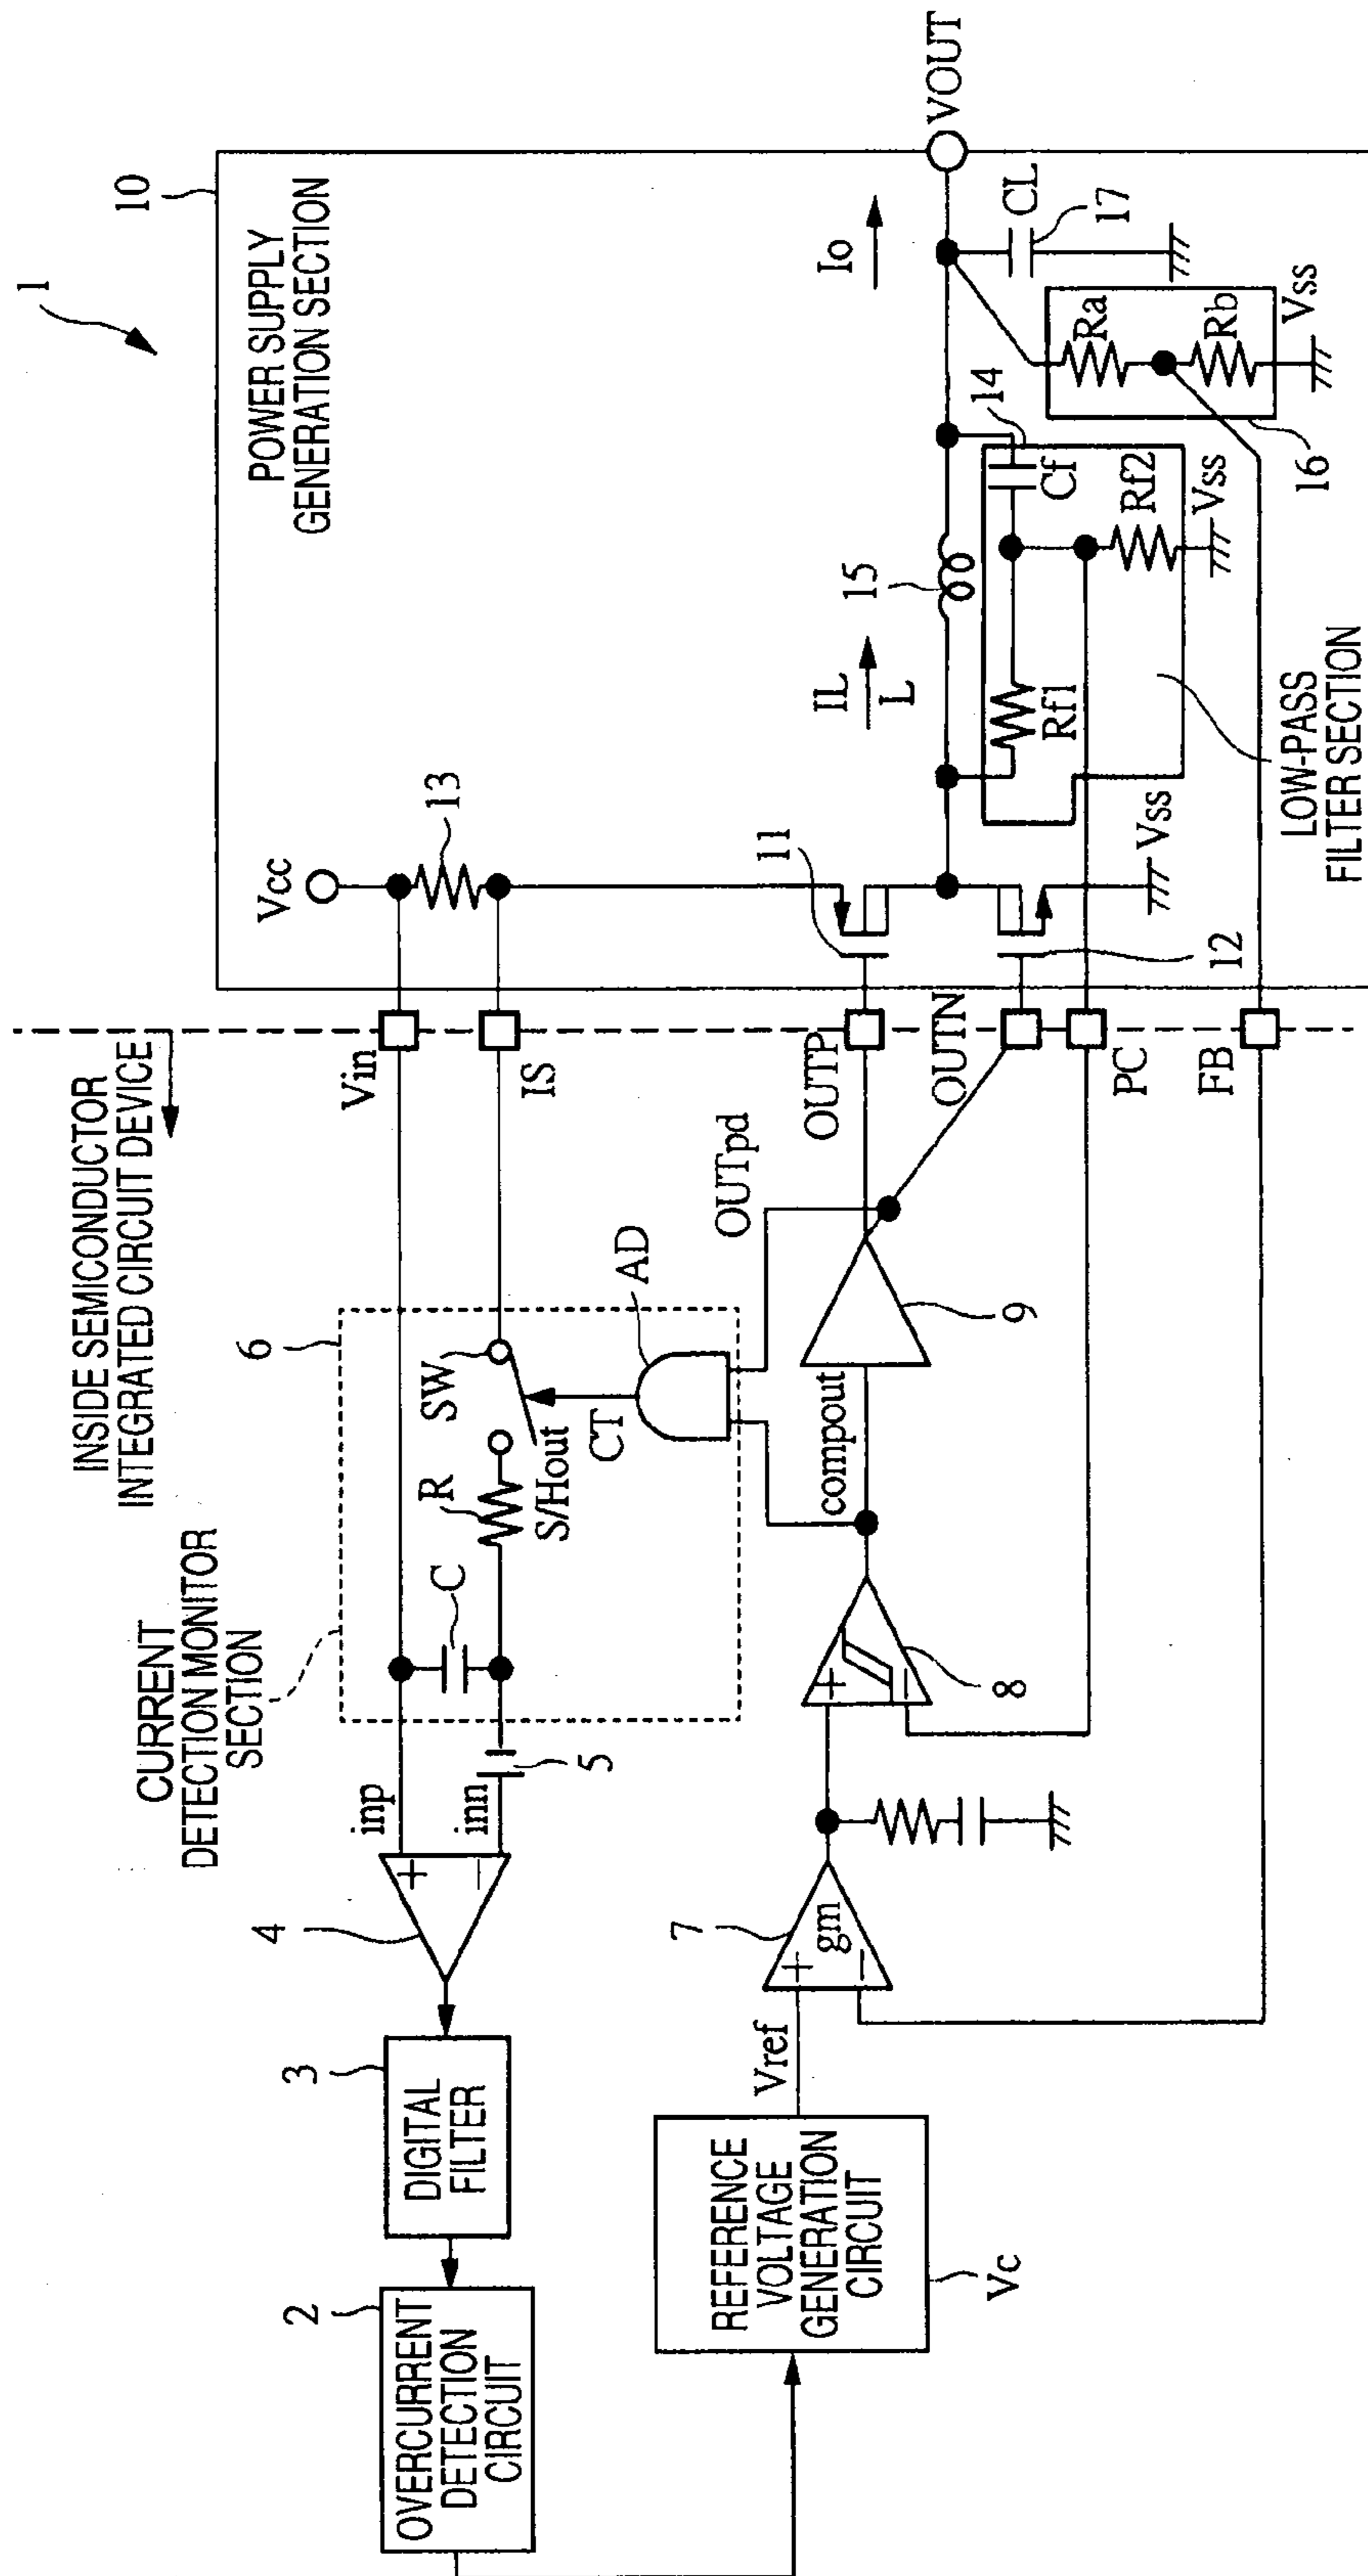 1
INSIDE SEMICONDUCTOR
INTEGRATED CIRCUIT DEVICE
10
POWER SUPPLY
GENERATION SECTION
CURRENT
DETECTION MONITOR
SECTION
6
Vcc
13
Vin
IS
2
OVERCURRENT
DETECTION
CIRCUIT
3
DIGITAL
FILTER
4
+
−
inp
inn
5
C
R
SW
S/Hout
CT
AD
OUTpd
OUTP
OUTN
PC
FB
11
12
Vss
IL
L
15
Io
VOUT
Rf1
Cf
14
Rf2
Vss
LOW-PASS
FILTER SECTION
CL
17
Ra
Rb
Vss
16
REFERENCE
VOLTAGE
GENERATION
CIRCUIT
Vc
Vref
7
+
−
gm
+
−
8
compout
9